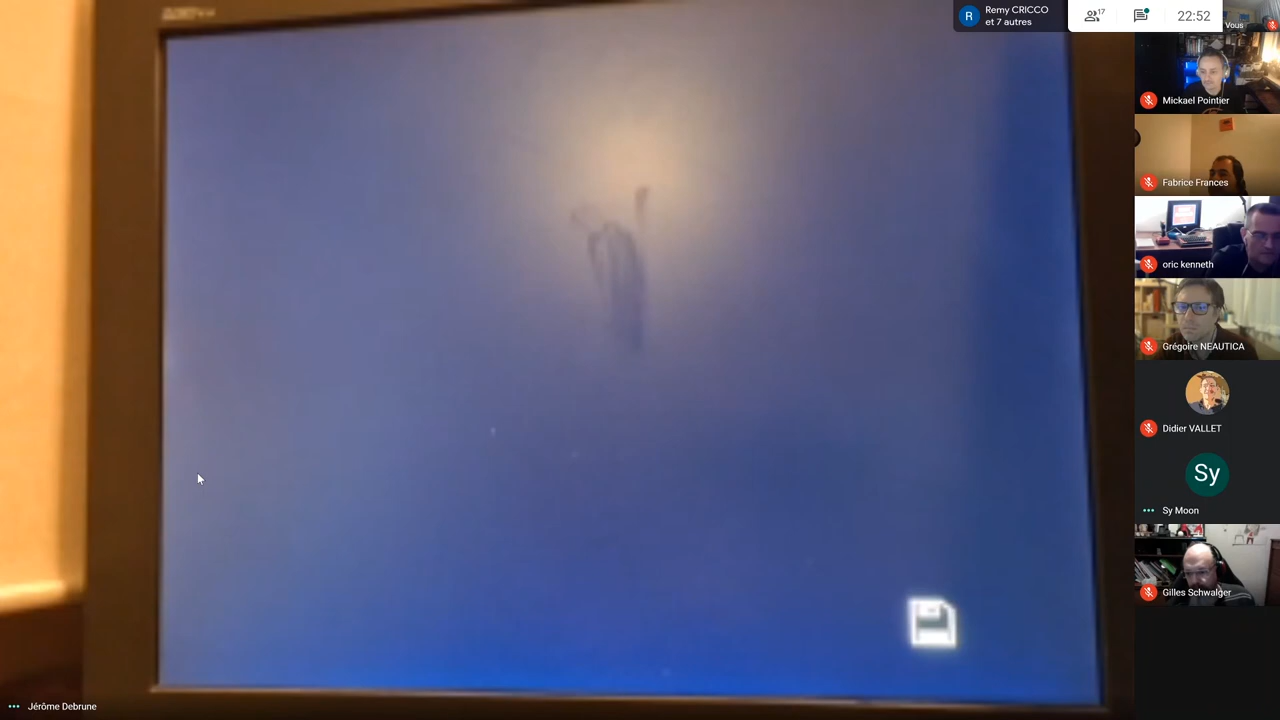 Remy CRICCO
et 7 autres
R
17
22:52
Vous
Mickael Pointier
Fabrice Frances
oric kenneth
Grégoire NEAUTICA
Didier VALLET
Sy
Sy Moon
Gilles Schwalger
Jérôme Debrune